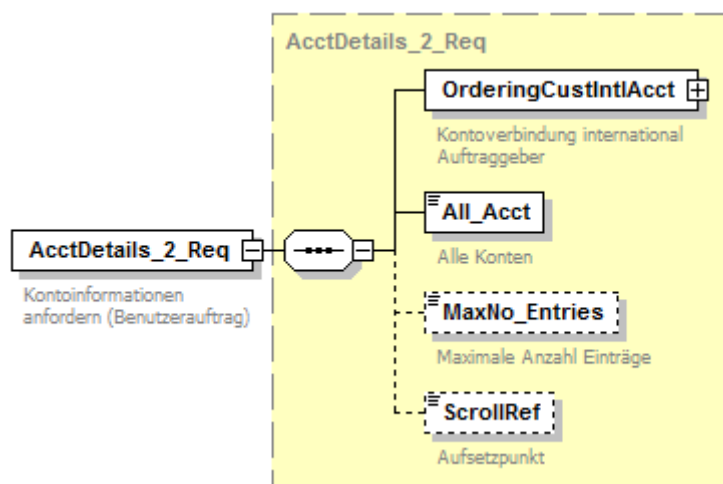 AcctDetails_2_Req
OrderingCustIntlAcct
Kontoverbindung international
Auftraggeber
All_Acct
Alle Konten
AcctDetails_2_Req
Kontoinformationen
anfordern (Benutzerauftrag)
MaxNo_Entries
Maximale Anzahl Einträge
ScrollRef
Aufsetzpunkt